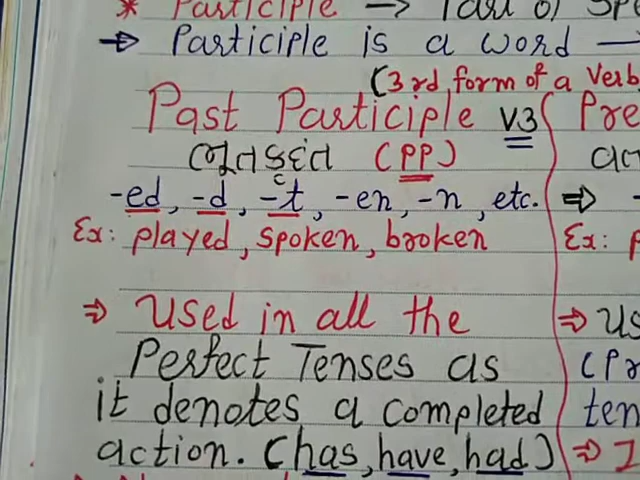 * Participle → Part of Spe
→ Participle is a word —
(3rd form of a Verb
Past Participle V3
ભૂતકૃદંત (PP)
-ed, -d, -t, -en, -n, etc.
Ex: played, spoken, broken
⇒ Used in all the
Perfect Tenses as
it denotes a completed
action. (has, have, had)
Pre
act
⇒ -
Ex: p
⇒ Us
(Pr
ten
⇒ I